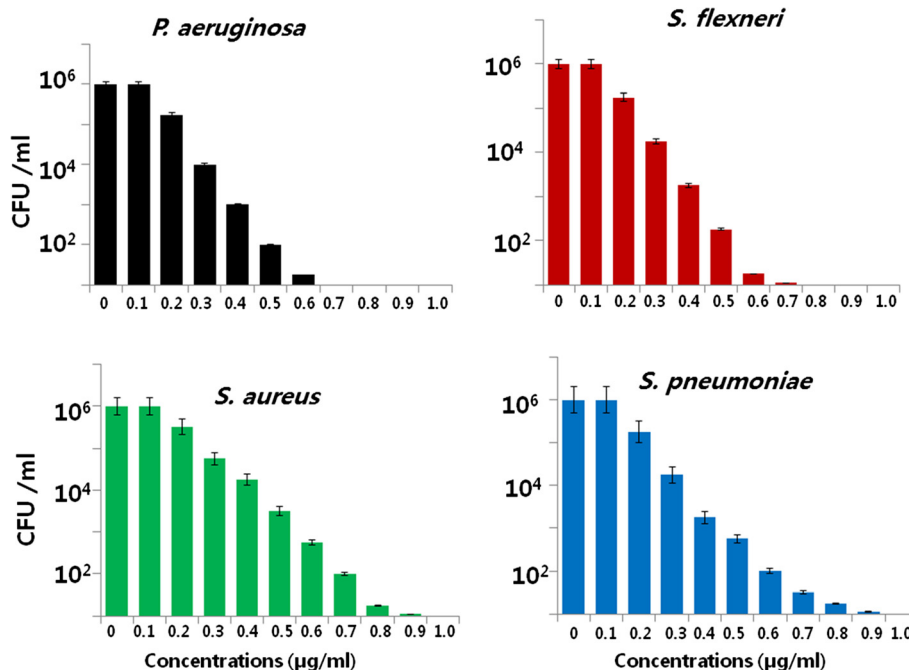 P. aeruginosa
CFU /ml
10⁶
10⁴
10²
0 0.1 0.2 0.3 0.4 0.5 0.6 0.7 0.8 0.9 1.0
S. flexneri
10⁶
10⁴
10²
0 0.1 0.2 0.3 0.4 0.5 0.6 0.7 0.8 0.9 1.0
S. aureus
CFU /ml
10⁶
10⁴
10²
0 0.1 0.2 0.3 0.4 0.5 0.6 0.7 0.8 0.9 1.0
Concentrations (µg/ml)
S. pneumoniae
10⁶
10⁴
10²
0 0.1 0.2 0.3 0.4 0.5 0.6 0.7 0.8 0.9 1.0
Concentrations (µg/ml)